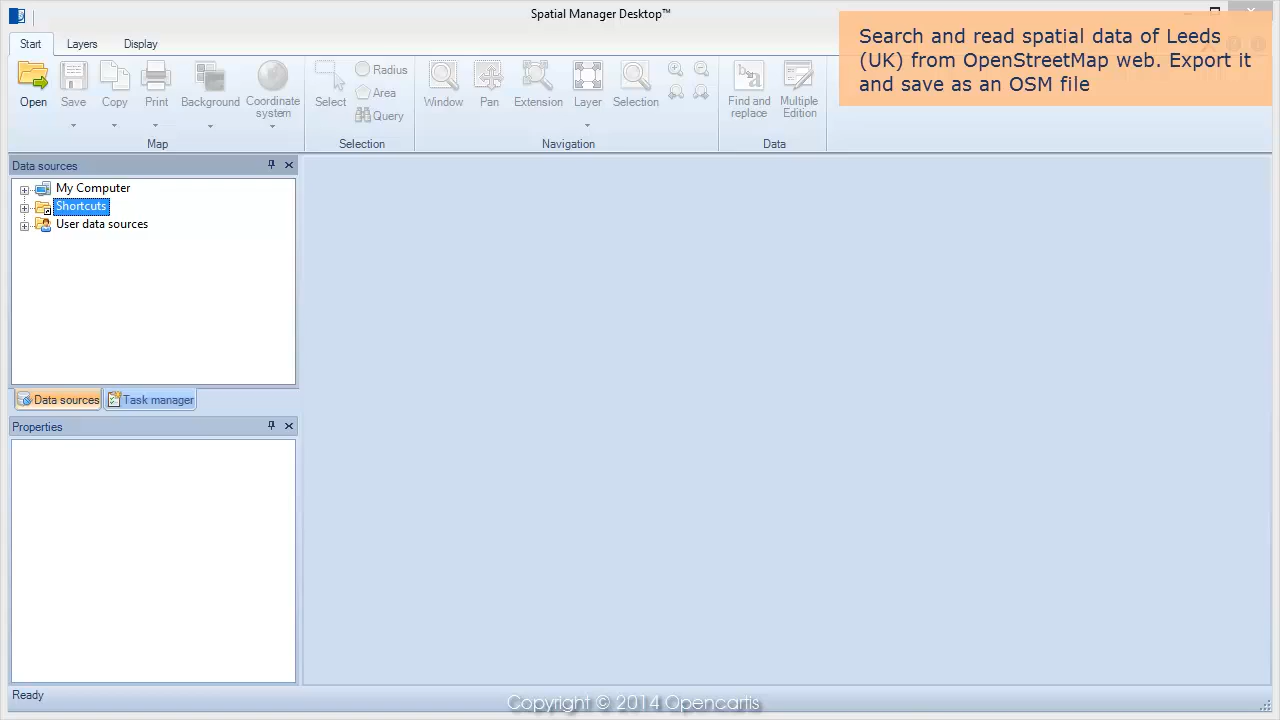 Spatial Manager Desktop™
Search and read spatial data of Leeds
(UK) from OpenStreetMap web. Export it
and save as an OSM file
Start
Layers
Display
Open
Save
Copy
Print
Background
Coordinate
system
Select
Radius
Area
Query
Window
Pan
Extension
Layer
Selection
Find and
replace
Multiple
Edition
Map
Selection
Navigation
Data
Data sources
My Computer
Shortcuts
User data sources
Data sources
Task manager
Properties
Ready
Copyright © 2014 Opencartis